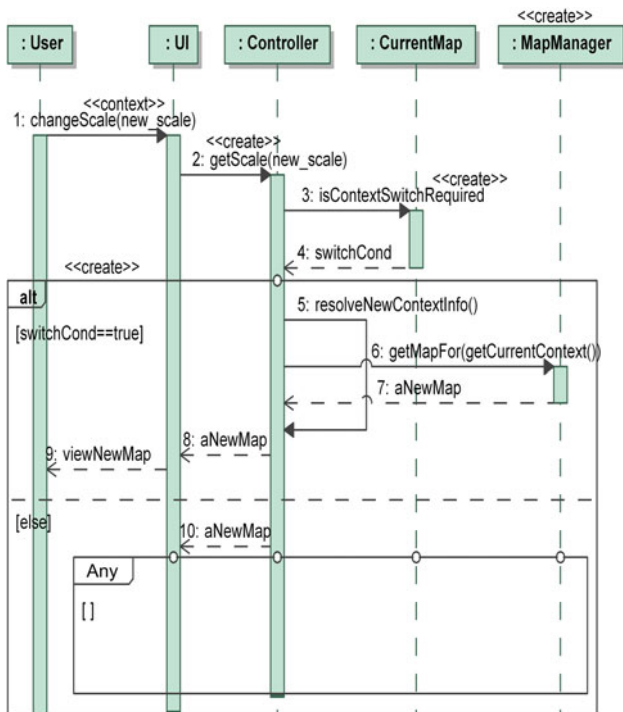 <<create>>
: User
: UI
: Controller
: CurrentMap
: MapManager
<<context>>
1: changeScale(new_scale)
<<create>>
2: getScale(new_scale)
<<create>>
3: isContextSwitchRequired
4: switchCond
<<create>>
alt
5: resolveNewContextInfo()
[switchCond==true]
6: getMapFor(getCurrentContext())
7: aNewMap
8: aNewMap
9: viewNewMap
[else]
10: aNewMap
Any
[ ]